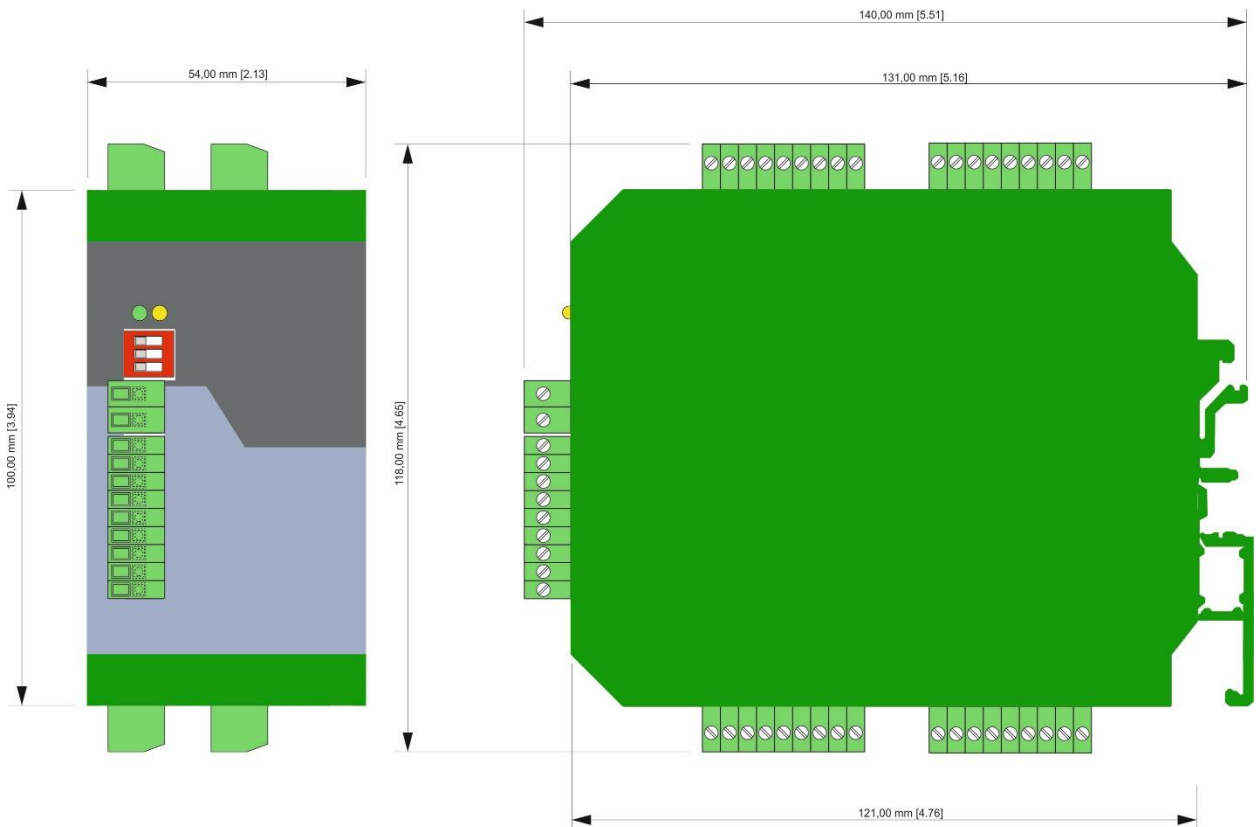 140,00 mm [5.51]
54,00 mm [2.13]
131,00 mm [5.16]
100,00 mm [3.94]
118,00 mm [4.65]
121,00 mm [4.76]